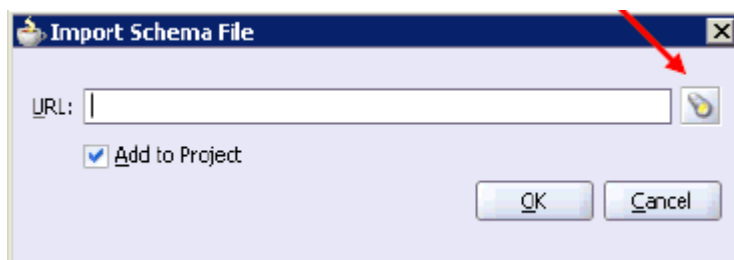 Import Schema File
URL:
Add to Project
OK
Cancel